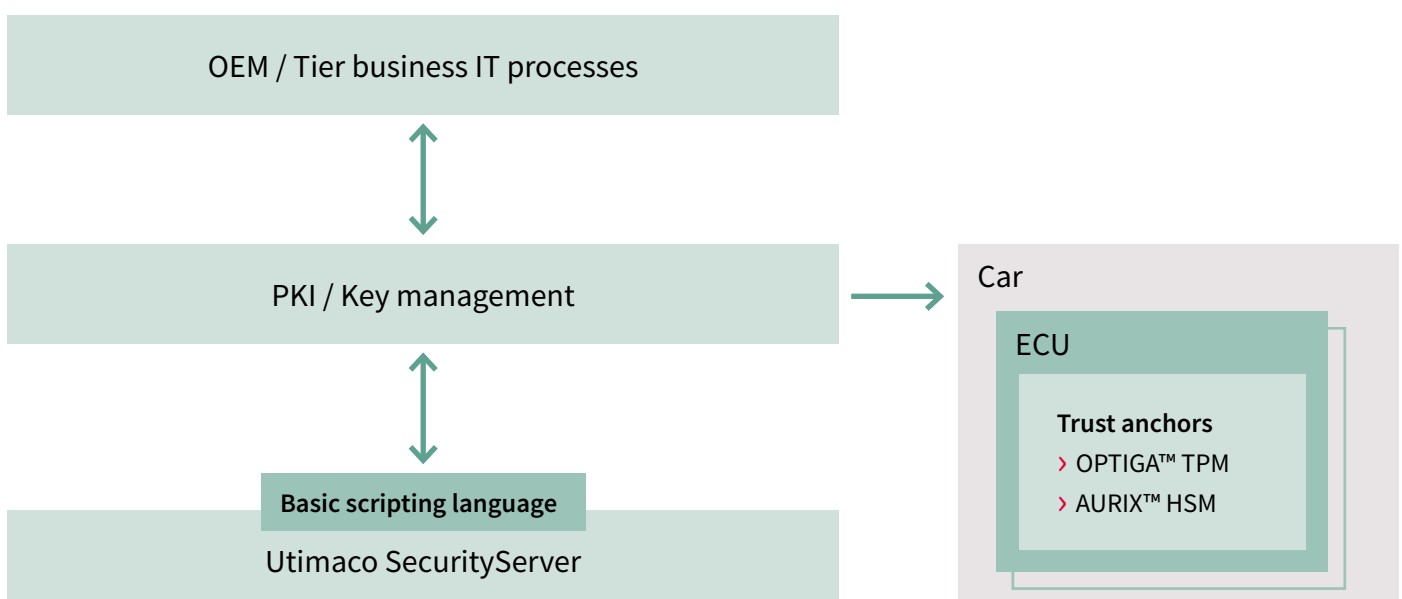 OEM / Tier business IT processes
PKI / Key management
Basic scripting language
Utimaco SecurityServer
Car
ECU
Trust anchors
› OPTIGA™ TPM
› AURIX™ HSM